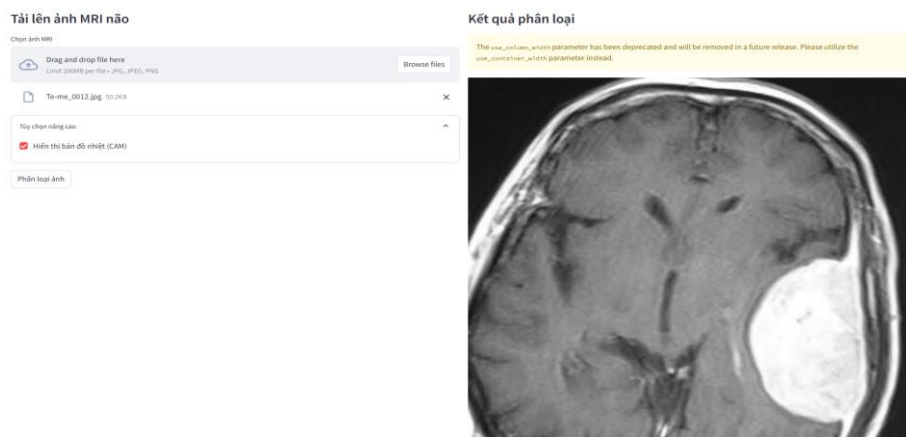 Tải lên ảnh MRI não
Chọn ảnh MRI
Drag and drop file here
Limit 200MB per file • JPG, JPEG, PNG
Browse files
Te-me_0012.jpg 50.2KB
Tùy chọn nâng cao
Hiển thị bản đồ nhiệt (CAM)
Phân loại ảnh
Kết quả phân loại
The use_column_width parameter has been deprecated and will be removed in a future release. Please utilize the
use_container_width parameter instead.